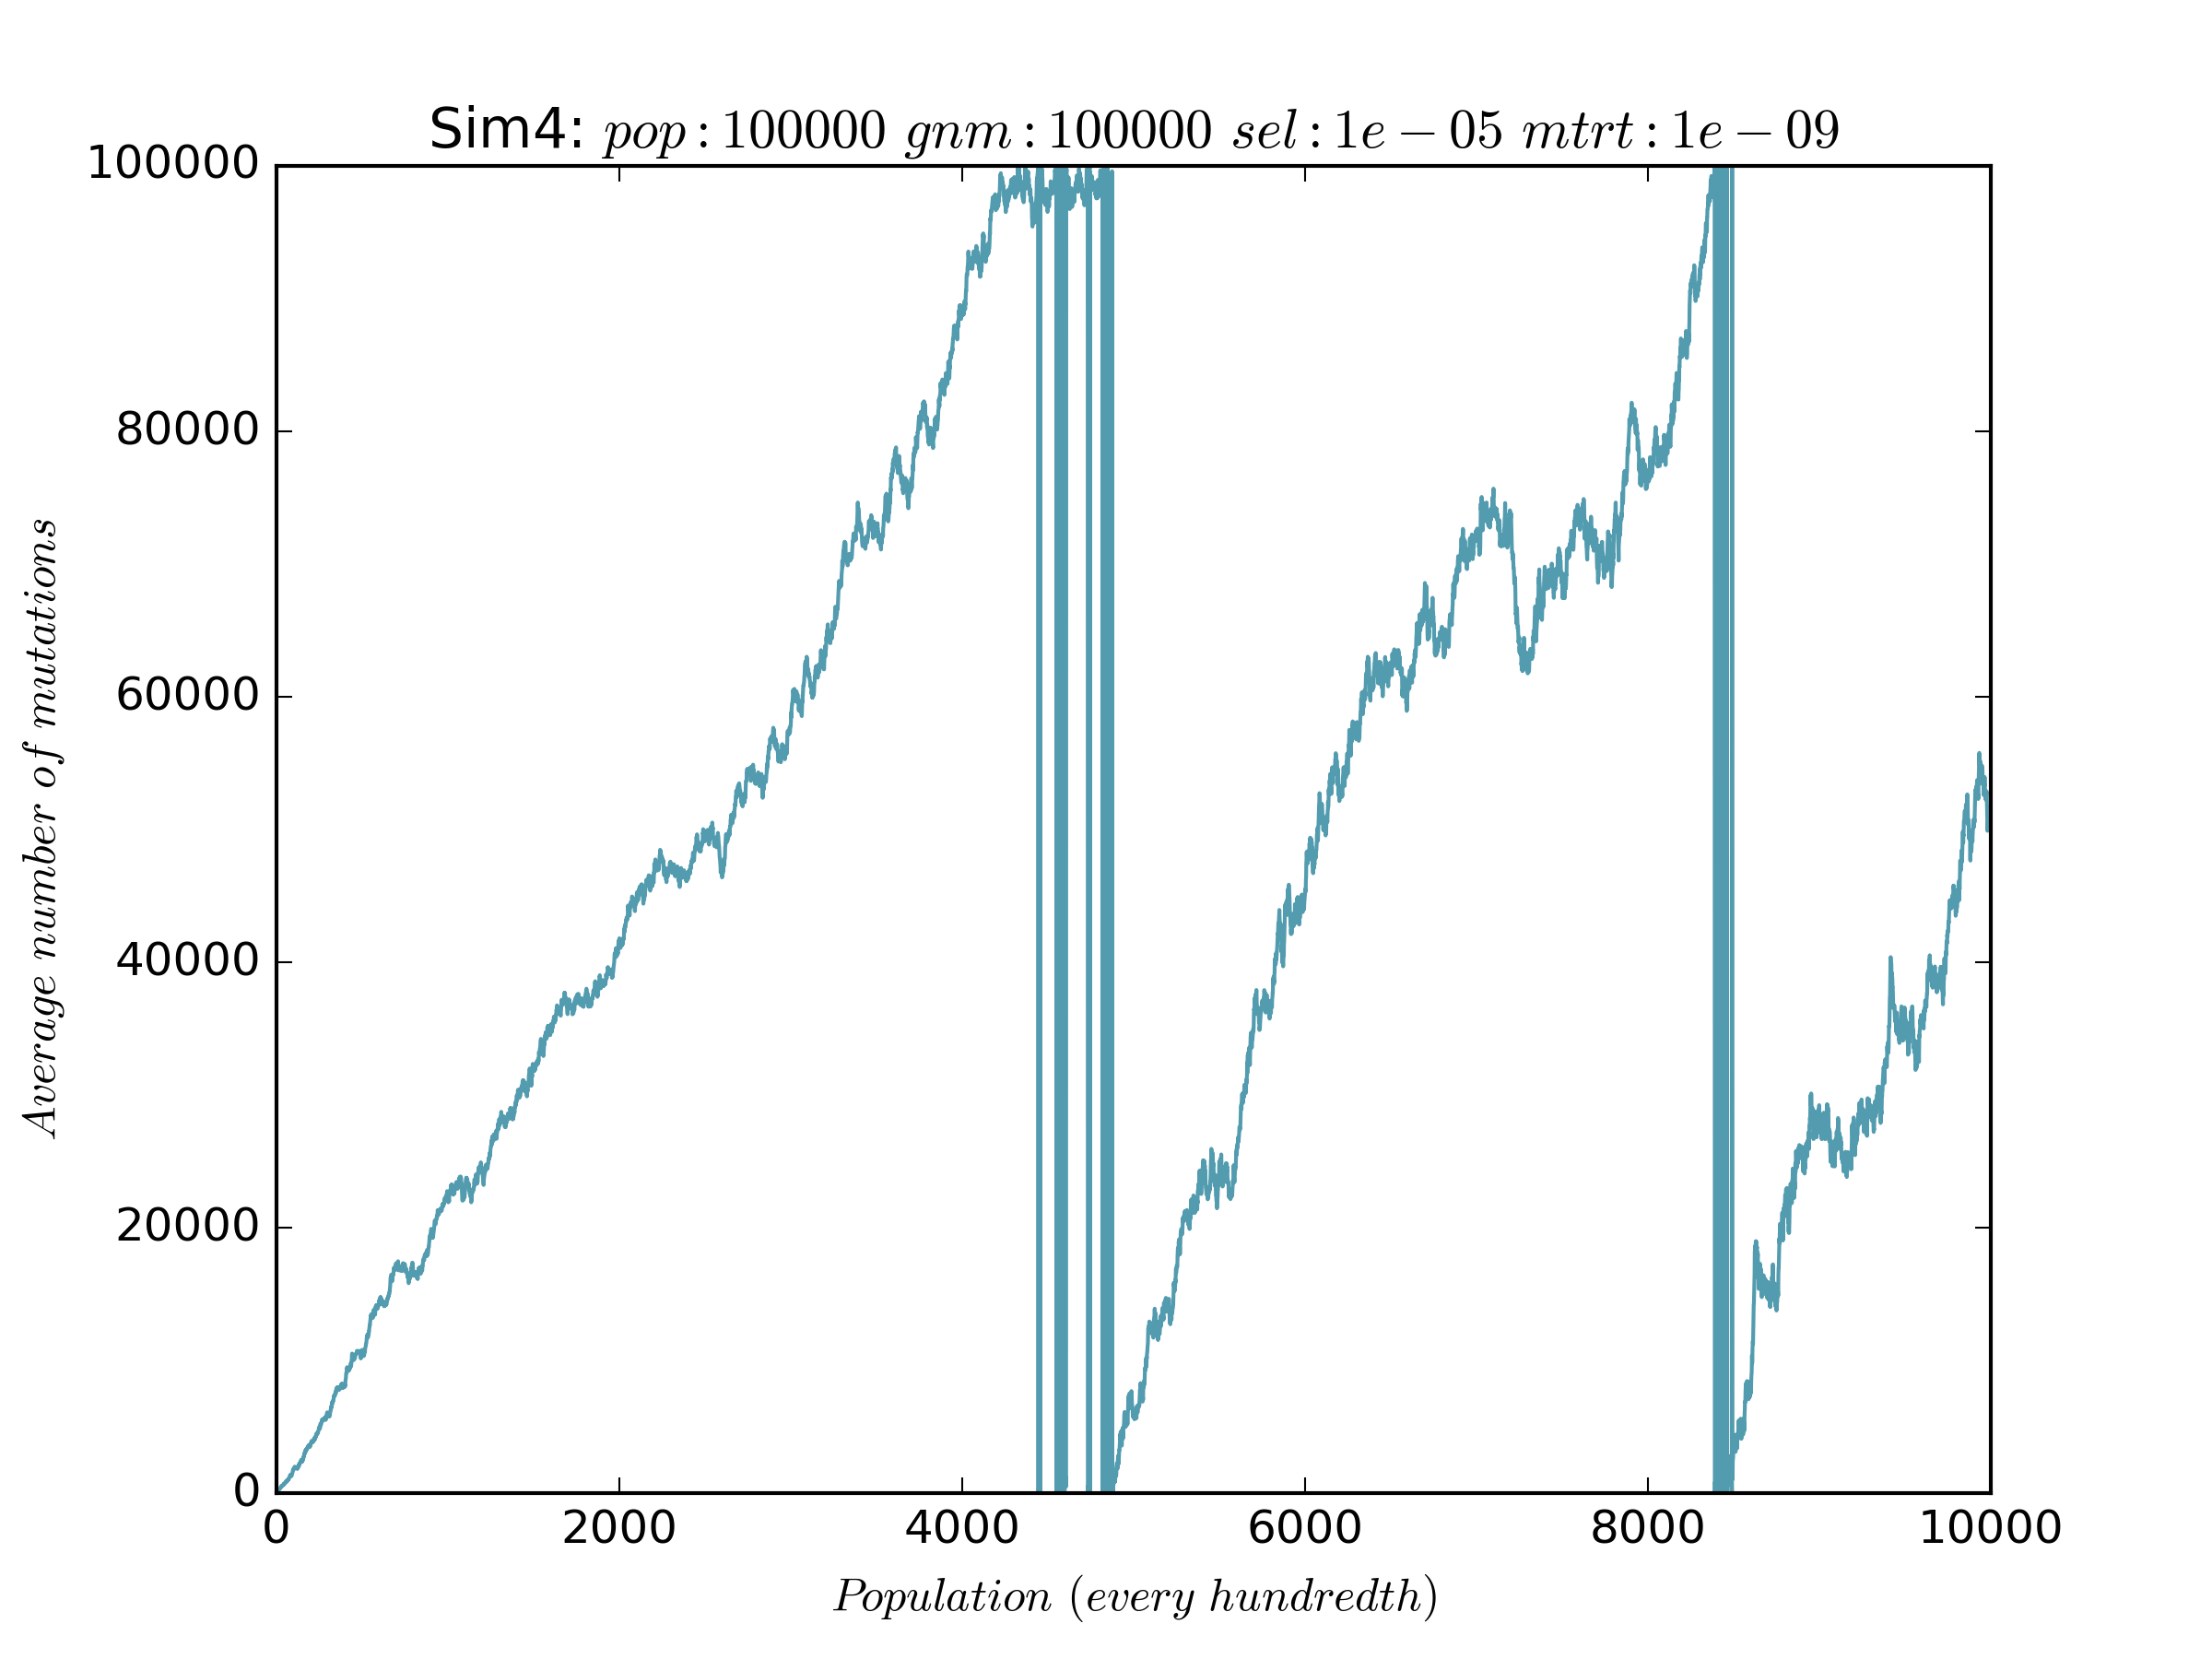 Sim4: pop : 100000 gnm : 100000 sel : 1e − 05 mtrt : 1e − 09
100000
80000
60000
40000
20000
0
Average number of mutations
0 2000 4000 6000 8000 10000
Population (every hundredth)